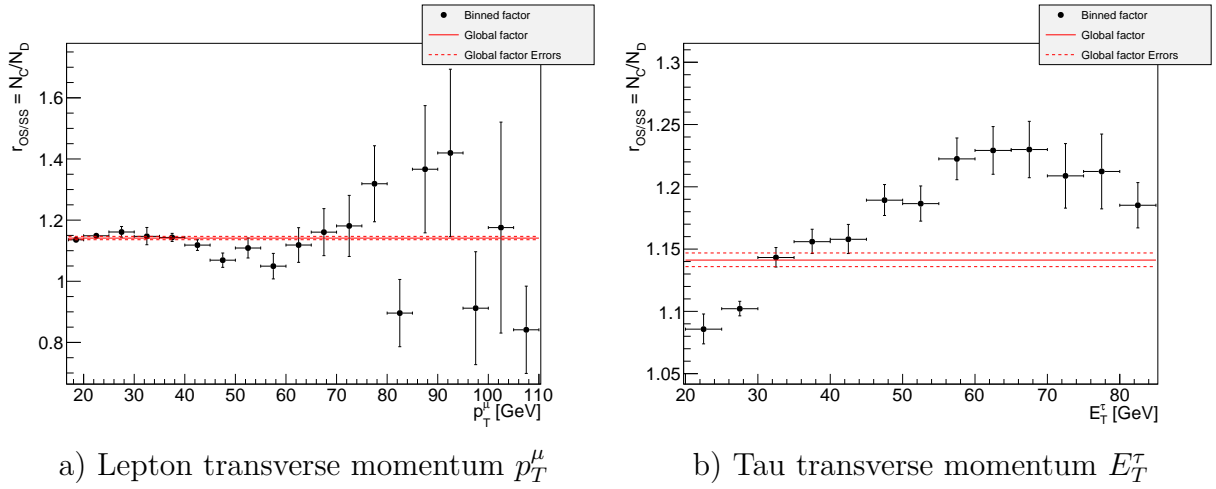 Binned factor
Global factor
Global factor Errors
r_OS/SS = N_C/N_D
1.6
1.4
1.2
1
0.8
20 30 40 50 60 70 80 90 100 110
p_T^μ [GeV]
a) Lepton transverse momentum p_T^μ
Binned factor
Global factor
Global factor Errors
r_OS/SS = N_C/N_D
1.3
1.25
1.2
1.15
1.1
1.05
20 30 40 50 60 70 80
E_T^τ [GeV]
b) Tau transverse momentum E_T^τ